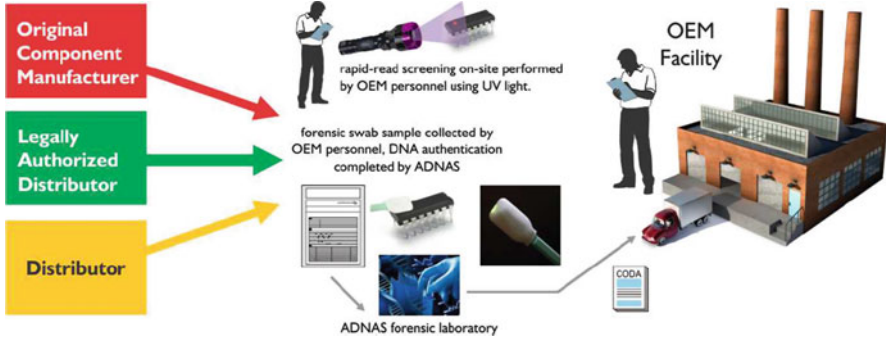 Original
Component
Manufacturer
Legally
Authorized
Distributor
Distributor
rapid-read screening on-site performed
by OEM personnel using UV light.
forensic swab sample collected by
OEM personnel, DNA authentication
completed by ADNAS
ADNAS forensic laboratory
OEM
Facility
CODA